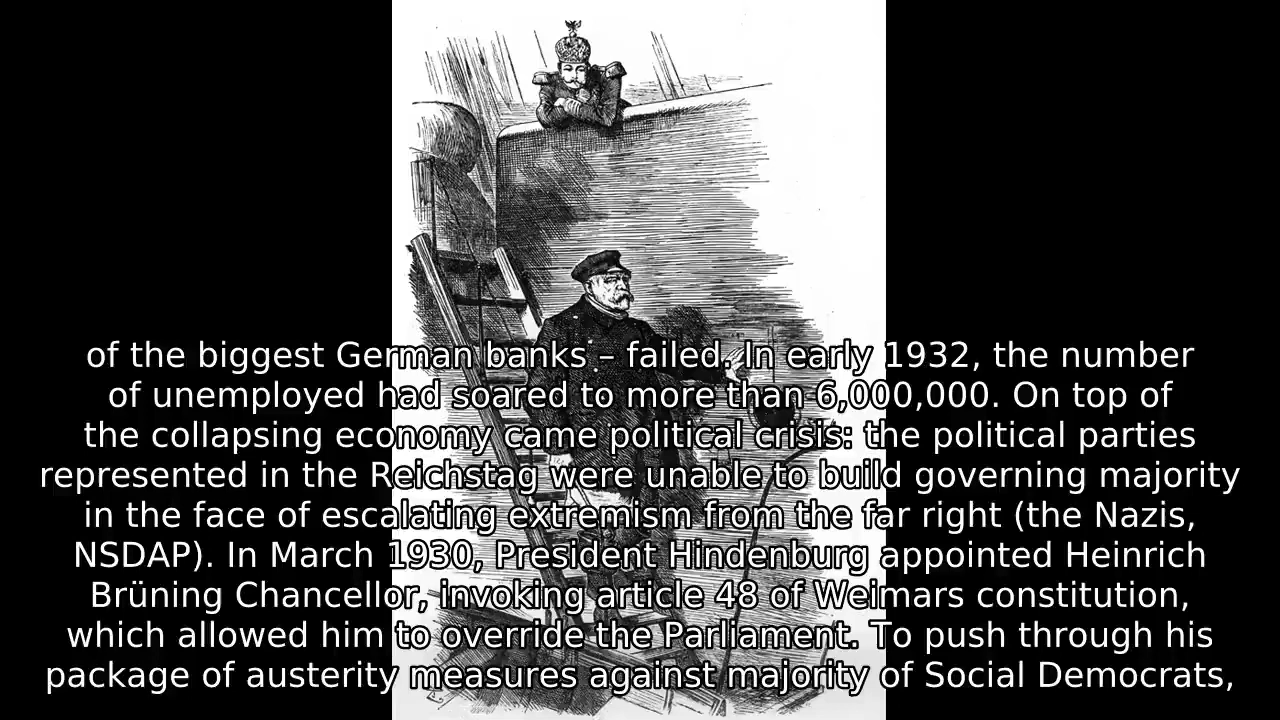 of the biggest German banks – failed. In early 1932, the number
of unemployed had soared to more than 6,000,000. On top of
the collapsing economy came political crisis: the political parties
represented in the Reichstag were unable to build governing majority
in the face of escalating extremism from the far right (the Nazis,
NSDAP). In March 1930, President Hindenburg appointed Heinrich
Brüning Chancellor, invoking article 48 of Weimars constitution,
which allowed him to override the Parliament. To push through his
package of austerity measures against majority of Social Democrats,